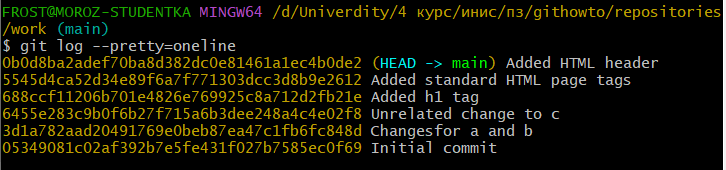 FROST@MOROZ-STUDENTKA MINGW64 /d/Univerdity/4 курс/инис/пз/githowto/repositories
/work (main)
$ git log --pretty=oneline
0b0d8ba2adef70ba8d382dc0e81461a1ec4b0de2 (HEAD -> main) Added HTML header
5545d4ca52d34e89f6a7f771303dcc3d8b9e2612 Added standard HTML page tags
688ccf11206b701e4826e769925c8a712d2fb21e Added h1 tag
6455e283c9b0f6b27f715a6b3dee248a4c4e02f8 Unrelated change to c
3d1a782aad20491769e0beb87ea47c1fb6fc848d Changesfor a and b
05349081c02af392b7e5fe431f027b7585ec0f69 Initial commit